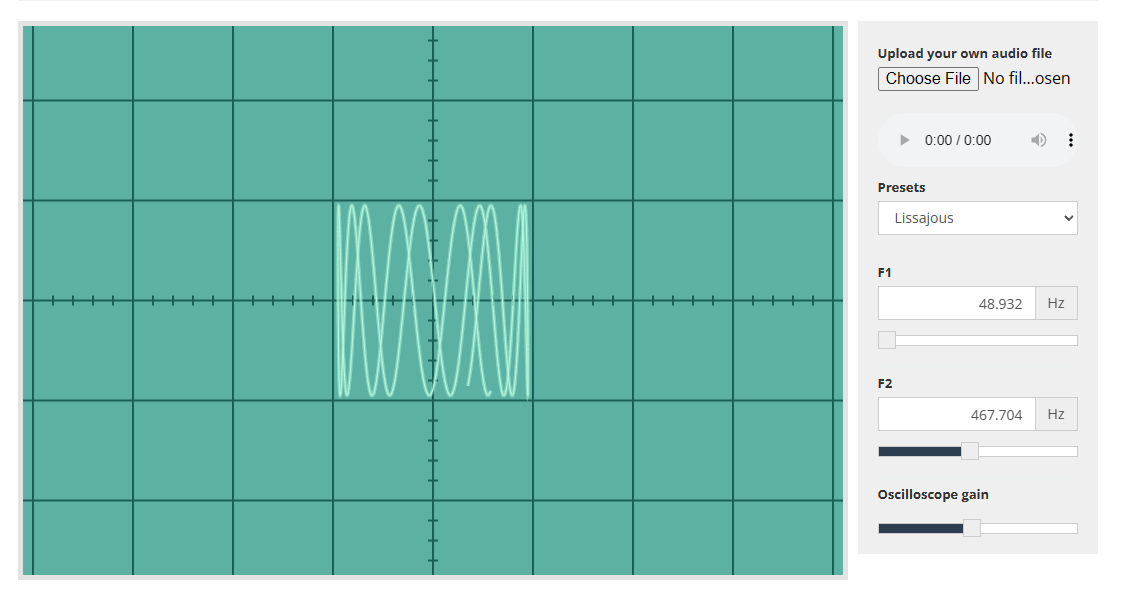 Upload your own audio file
Choose File No fil...osen
0:00 / 0:00
Presets
Lissajous
F1
48.932 Hz
F2
467.704 Hz
Oscilloscope gain